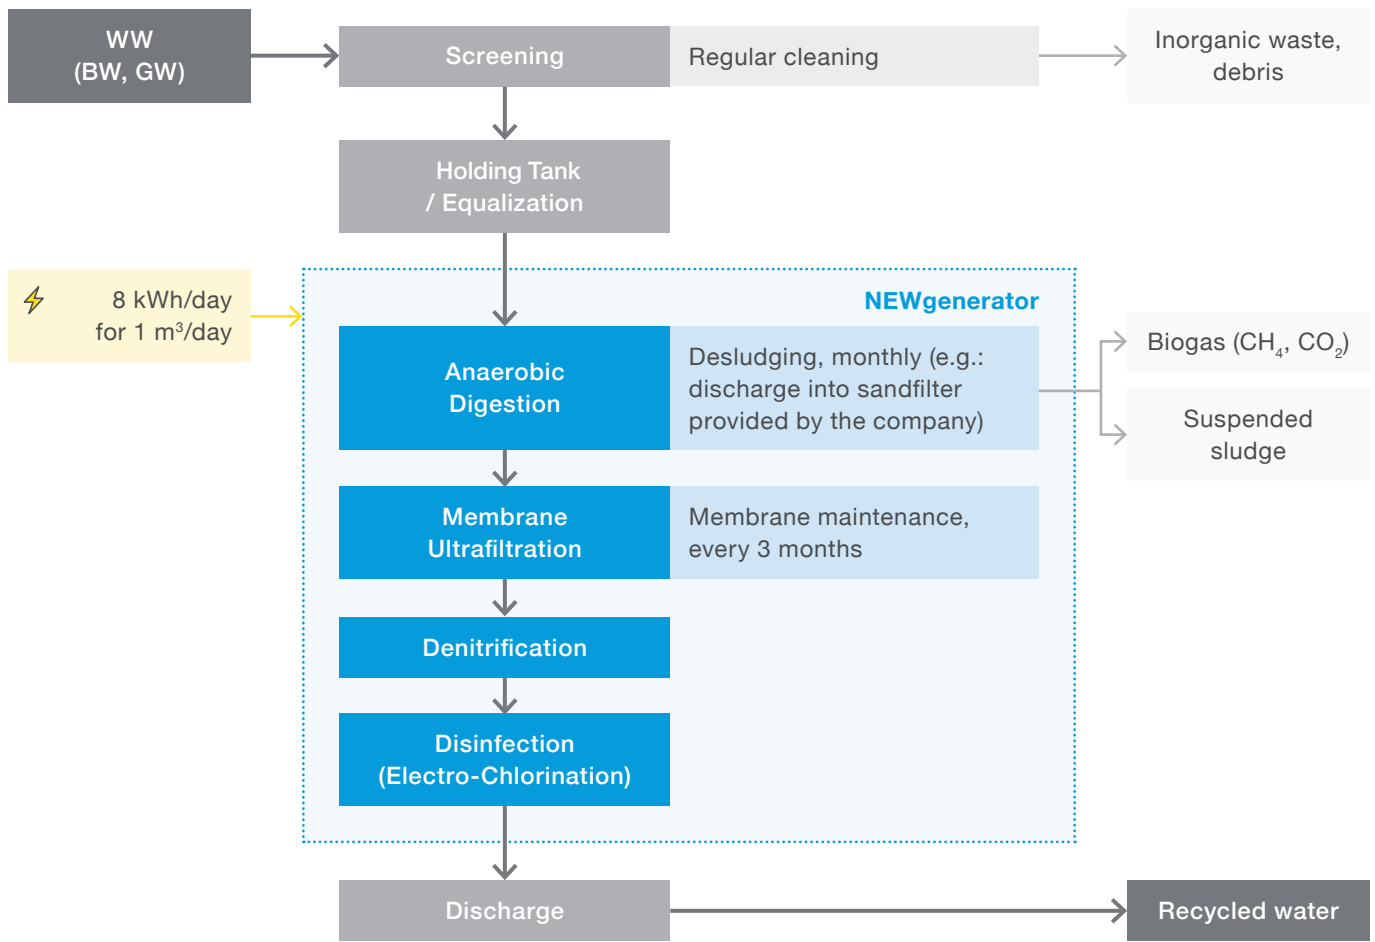 WW
(BW, GW)
Screening
Regular cleaning
Inorganic waste,
debris
Holding Tank
/ Equalization
8 kWh/day
for 1 m³/day
NEWgenerator
Anaerobic
Digestion
Desludging, monthly (e.g.:
discharge into sandfilter
provided by the company)
Biogas (CH₄, CO₂)
Suspended
sludge
Membrane
Ultrafiltration
Membrane maintenance,
every 3 months
Denitrification
Disinfection
(Electro-Chlorination)
Discharge
Recycled water